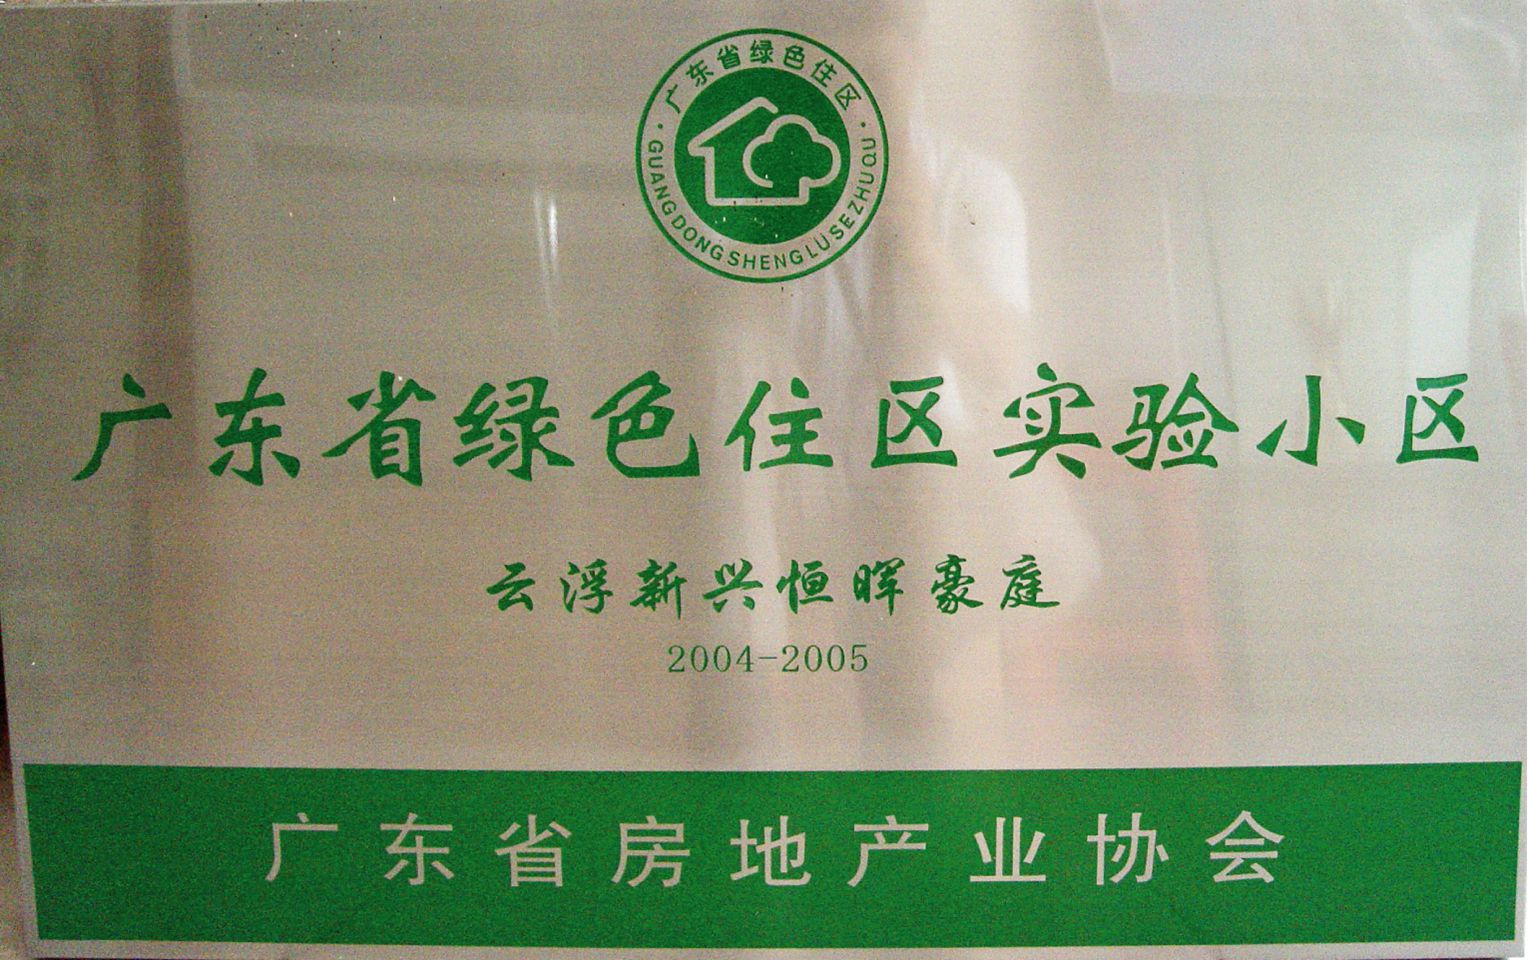 ·广东省绿色住区·
GUANGDONGSHENGLUSEZHUQU
广东省绿色住区实验小区
云浮新兴恒晖豪庭
2004-2005
广东省房地产业协会